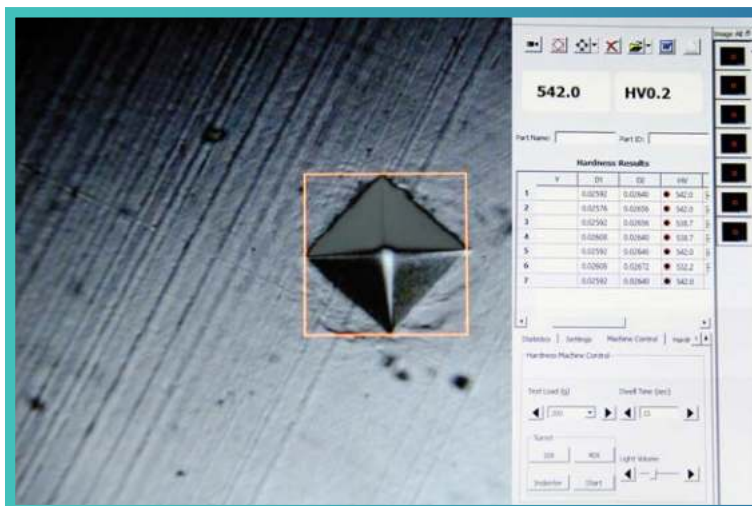 Image All
542.0 HV0.2
Part Name: Part ID:
Hardness Results
Y D1 D2 HV
1 0.02592 0.02640 542.0
2 0.02576 0.02656 542.0
3 0.02592 0.02656 538.7
4 0.02608 0.02640 538.7
5 0.02592 0.02640 542.0
6 0.02608 0.02672 532.2
7 0.02592 0.02640 542.0
Statistics Settings Machine Control
Hardness Machine Control
Test Load (g) Dwell Time (sec)
200
Turret
10X 40X Light Volume
Indenter Start